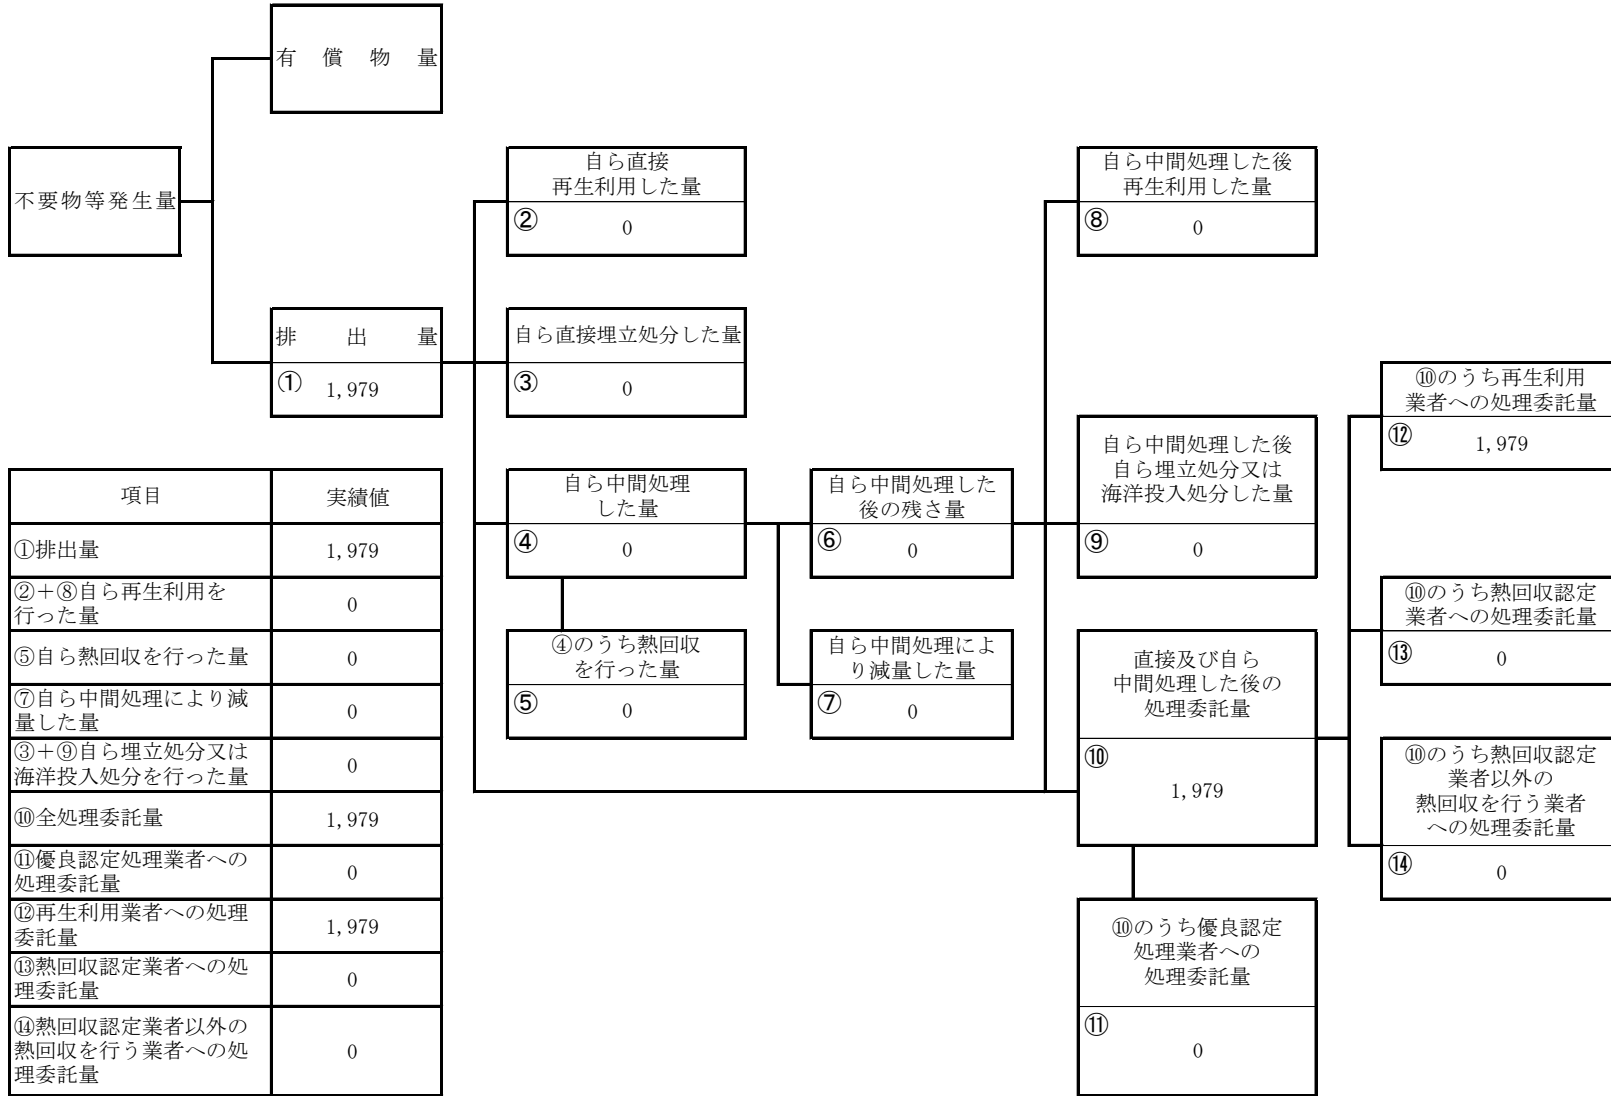 有償物量
不要物等発生量
排出量
① 1,979
自ら直接
再生利用した量
② 0
自ら直接埋立処分した量
③ 0
自ら中間処理
した量
④ 0
④のうち熱回収
を行った量
⑤ 0
自ら中間処理した
後の残さ量
⑥ 0
自ら中間処理によ
り減量した量
⑦ 0
自ら中間処理した後
再生利用した量
⑧ 0
自ら中間処理した後
自ら埋立処分又は
海洋投入処分した量
⑨ 0
直接及び自ら
中間処理した後の
処理委託量
⑩
1,979
⑩のうち優良認定
処理業者への
処理委託量
⑪
0
⑩のうち再生利用
業者への処理委託量
⑫ 1,979
⑩のうち熱回収認定
業者への処理委託量
⑬ 0
⑩のうち熱回収認定
業者以外の
熱回収を行う業者
への処理委託量
⑭ 0
項目 実績値
①排出量 1,979
②+⑧自ら再生利用を
行った量 0
⑤自ら熱回収を行った量 0
⑦自ら中間処理により減
量した量 0
③+⑨自ら埋立処分又は
海洋投入処分を行った量 0
⑩全処理委託量 1,979
⑪優良認定処理業者への
処理委託量 0
⑫再生利用業者への処理
委託量 1,979
⑬熱回収認定業者への処
理委託量 0
⑭熱回収認定業者以外の
熱回収を行う業者への処
理委託量 0